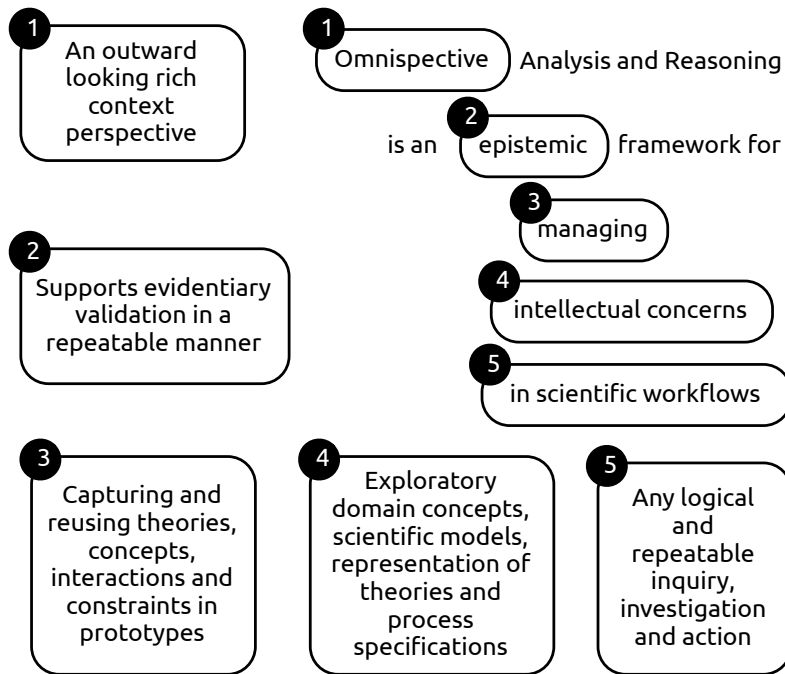 1
An outward
looking rich
context
perspective
1
Omnispective Analysis and Reasoning
2
is an epistemic framework for
3
managing
4
intellectual concerns
5
in scientific workflows
2
Supports evidentiary
validation in a
repeatable manner
3
Capturing and
reusing theories,
concepts,
interactions and
constraints in
prototypes
4
Exploratory
domain concepts,
scientific models,
representation of
theories and
process
specifications
5
Any logical
and
repeatable
inquiry,
investigation
and action